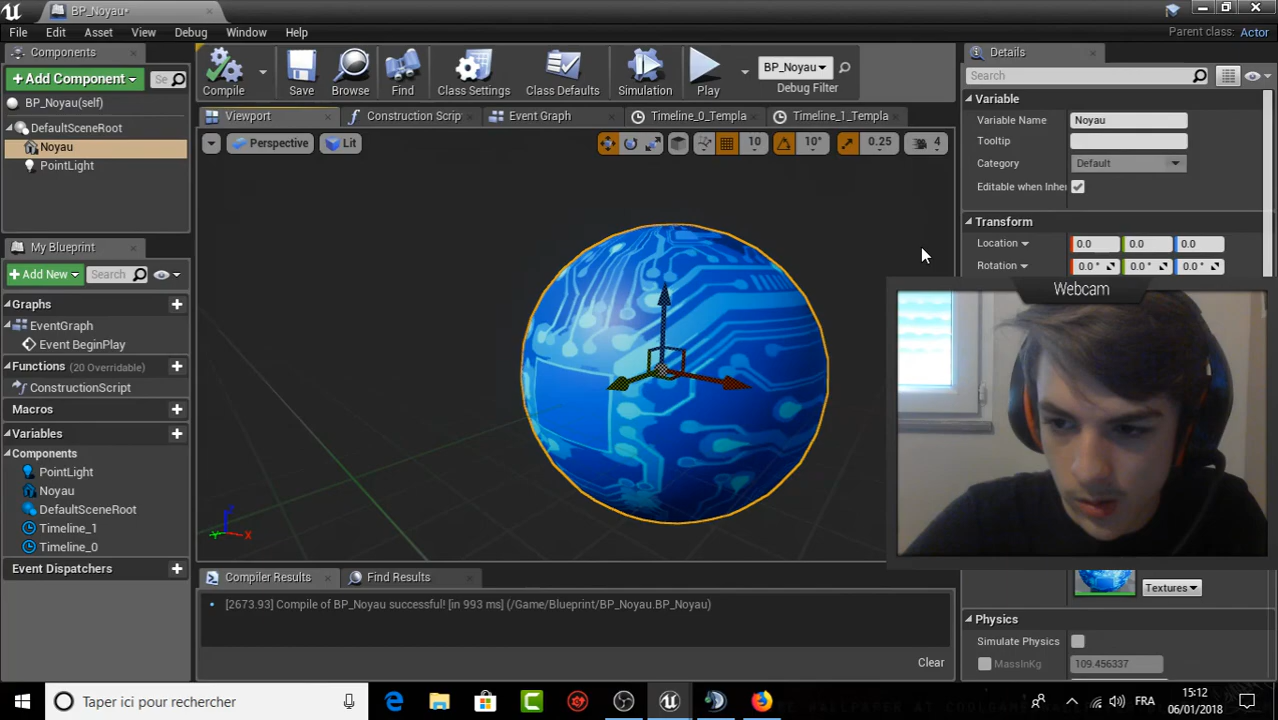 BP_Noyau*
File Edit Asset View Debug Window Help
Parent class: Actor
Components
+Add Component
Se
BP_Noyau(self)
DefaultSceneRoot
Noyau
PointLight
Compile
Save
Browse
Find
Class Settings
Class Defaults
Simulation
Play
BP_Noyau
Debug Filter
Viewport
Construction Scrip
Event Graph
Timeline_0_Templa
Timeline_1_Templa
Perspective
Lit
10
10°
0.25
4
My Blueprint
+Add New
Search
Graphs
EventGraph
Event BeginPlay
Functions (20 Overridable)
ConstructionScript
Macros
Variables
Components
PointLight
Noyau
DefaultSceneRoot
Timeline_1
Timeline_0
Event Dispatchers
Compiler Results
Find Results
[2673.93] Compile of BP_Noyau successful! [in 993 ms] (/Game/Blueprint/BP_Noyau.BP_Noyau)
Clear
Details
Search
Variable
Variable Name Noyau
Tooltip
Category Default
Editable when Inher
Transform
Location 0.0 0.0 0.0
Rotation 0.0 ° 0.0 ° 0.0 °
Webcam
Textures
Physics
Simulate Physics
MassInKg 109.456337
Taper ici pour rechercher
FRA
15:12
06/01/2018